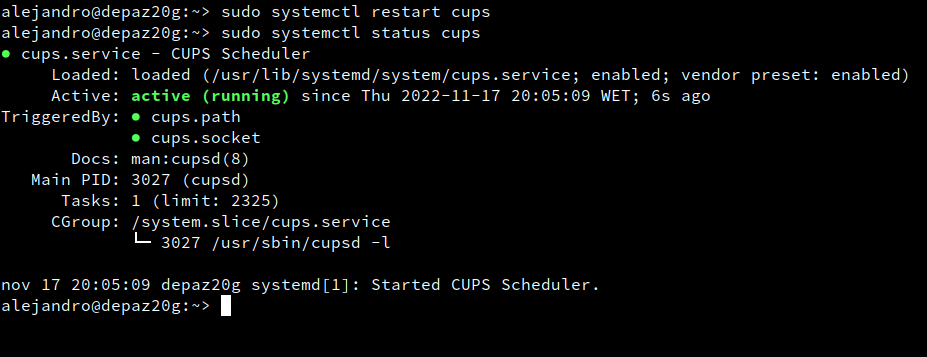 alejandro@depaz20g:~> sudo systemctl restart cups
alejandro@depaz20g:~> sudo systemctl status cups
● cups.service - CUPS Scheduler
     Loaded: loaded (/usr/lib/systemd/system/cups.service; enabled; vendor preset: enabled)
     Active: active (running) since Thu 2022-11-17 20:05:09 WET; 6s ago
TriggeredBy: ● cups.path
             ● cups.socket
       Docs: man:cupsd(8)
   Main PID: 3027 (cupsd)
      Tasks: 1 (limit: 2325)
     CGroup: /system.slice/cups.service
             └─ 3027 /usr/sbin/cupsd -l
nov 17 20:05:09 depaz20g systemd[1]: Started CUPS Scheduler.
alejandro@depaz20g:~>